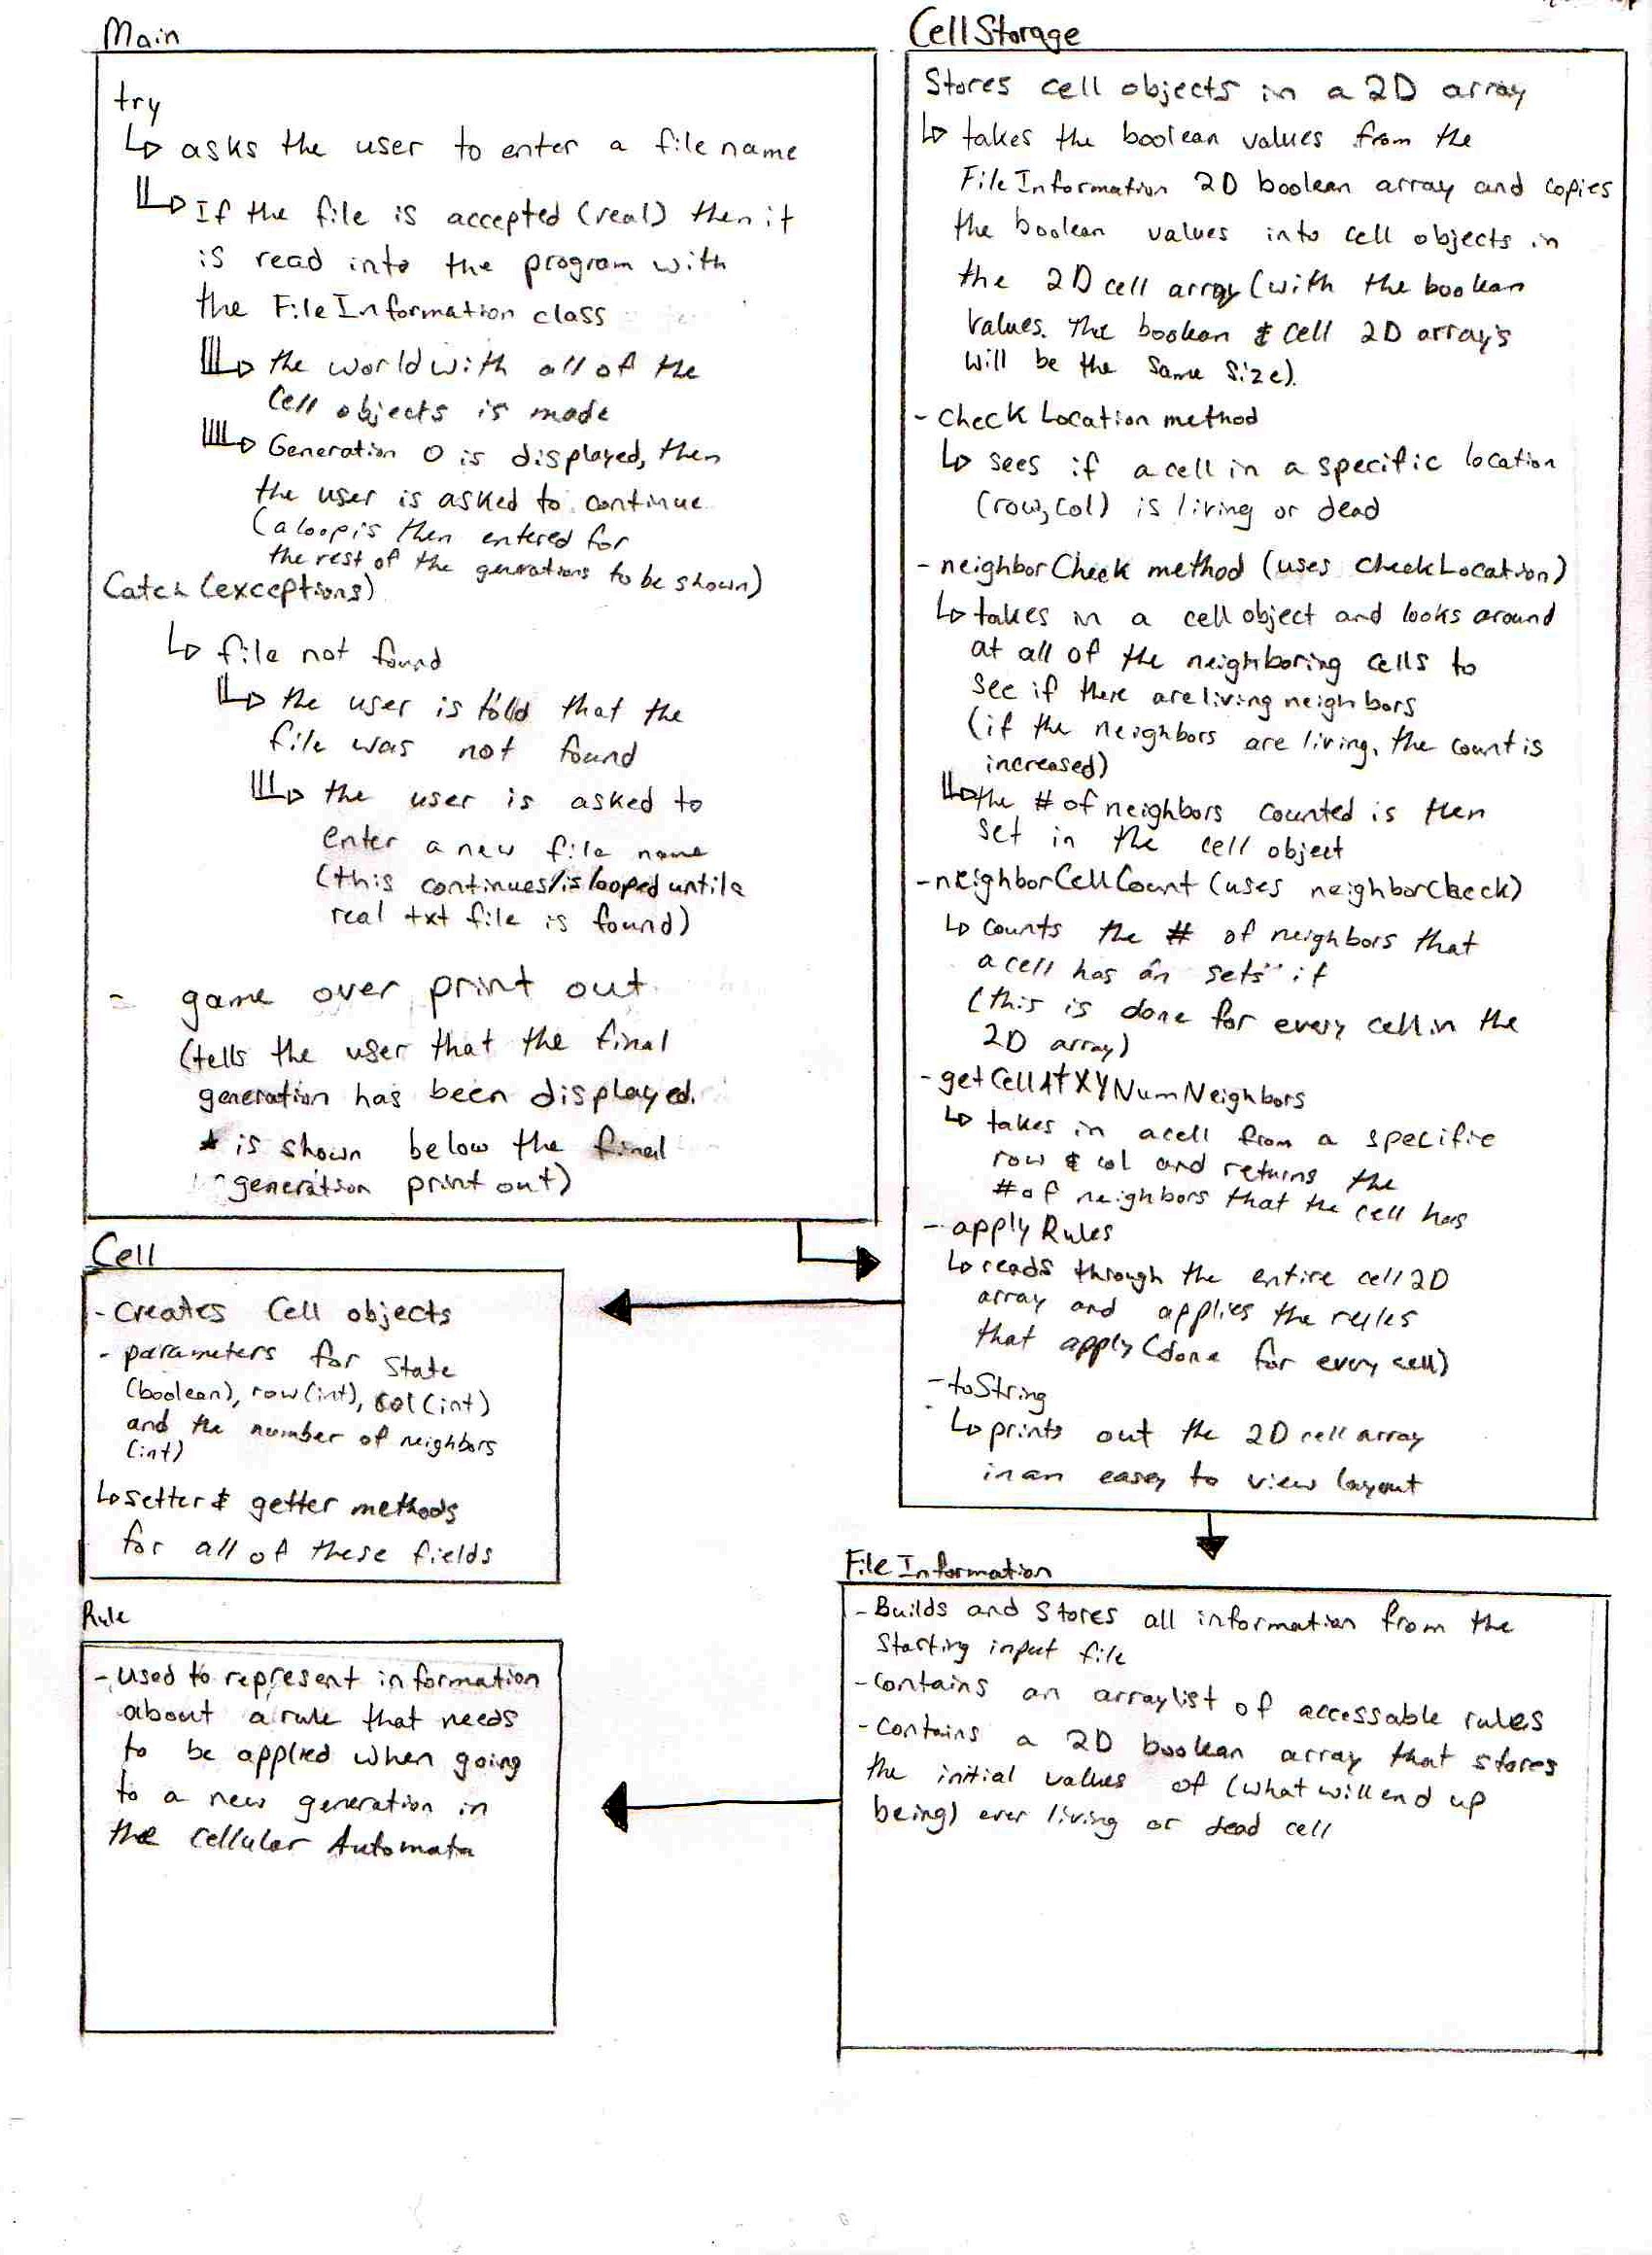 Main
try
↳ asks the user to enter a file name
↳ If the file is accepted (real) then it
is read into the program with
the FileInformation class
↳ the world with all of the
Cell objects is made
↳ Generation 0 is displayed, then
the user is asked to continue
(a loop is then entered for
the rest of the generations to be shown)
Catch (exceptions)
↳ file not found
↳ the user is told that the
file was not found
↳ the user is asked to
enter a new file name
(this continues/is looped until a
real txt file is found)
- game over print out
(tells the user that the final
generation has been displayed.
* is shown below the final
generation print out)
Cell
- Creates Cell objects
- parameters for State
(boolean), row (int), col (int)
and the number of neighbors
(int)
↳ setter & getter methods
for all of these fields
Rule
- used to represent information
about a rule that needs
to be applied when going
to a new generation in
the cellular Automata
CellStorage
Stores cell objects in a 2D array
↳ takes the boolean values from the
FileInformation 2D boolean array and copies
the boolean values into cell objects in
the 2D cell array (with the boolean
values. The boolean & cell 2D array's
will be the same size).
- check Location method
↳ sees if a cell in a specific location
(row, col) is living or dead
- neighborCheck method (uses checkLocation)
↳ takes in a cell object and looks around
at all of the neighboring cells to
see if there are living neighbors
(if the neighbors are living, the count is
increased)
↳ the # of neighbors counted is then
set in the cell object
- neighborCellCount (uses neighborCheck)
↳ counts the # of neighbors that
a cell has an sets it
(this is done for every cell in the
2D array)
- getCellAtXYNumNeighbors
↳ takes in a cell from a specific
row & col and returns the
# of neighbors that the cell has
- apply Rules
↳ reads through the entire cell 2D
array and applies the rules
that apply (done for every cell)
- toString
↳ prints out the 2D cell array
in an easey to view layout
FileInformation
- Builds and stores all information from the
starting input file
- contains an arraylist of accessable rules
- contains a 2D boolean array that stores
the initial values of (what will end up
being) ever living or dead cell